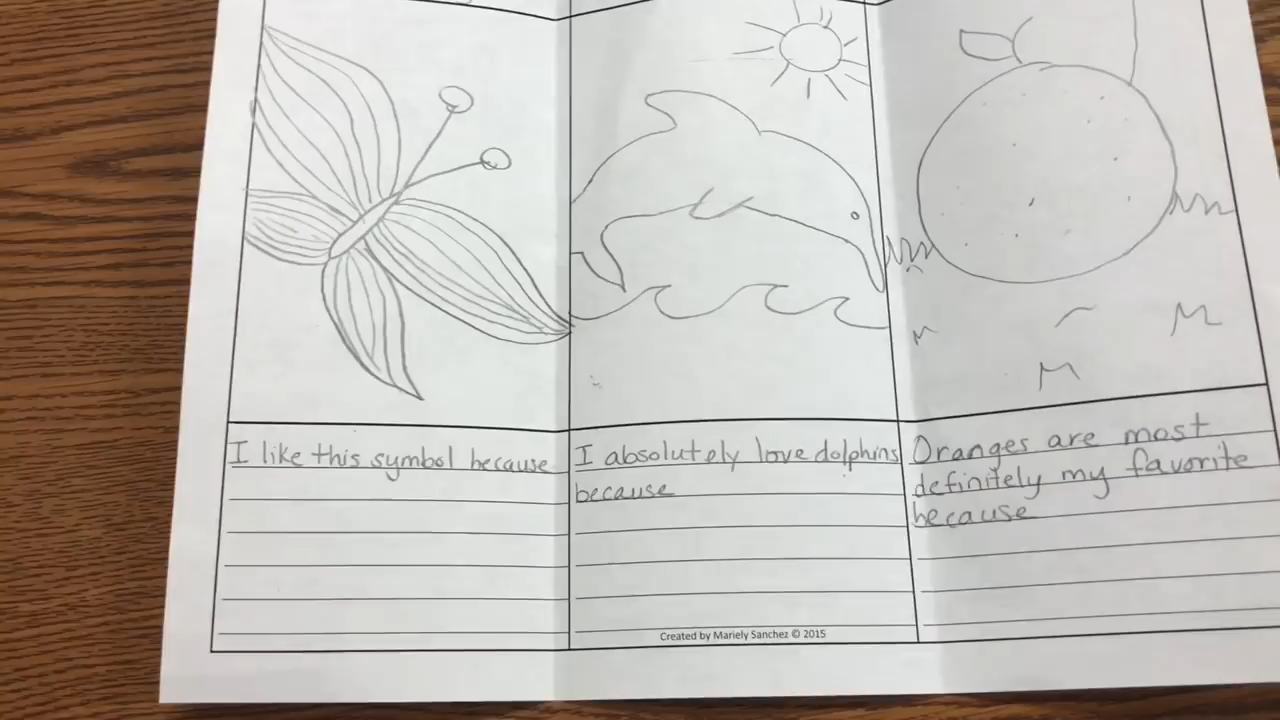 I like this symbol because
I absolutely love dolphins
because
Oranges are most
definitely my favorite
because
Created by Mariely Sanchez © 2015